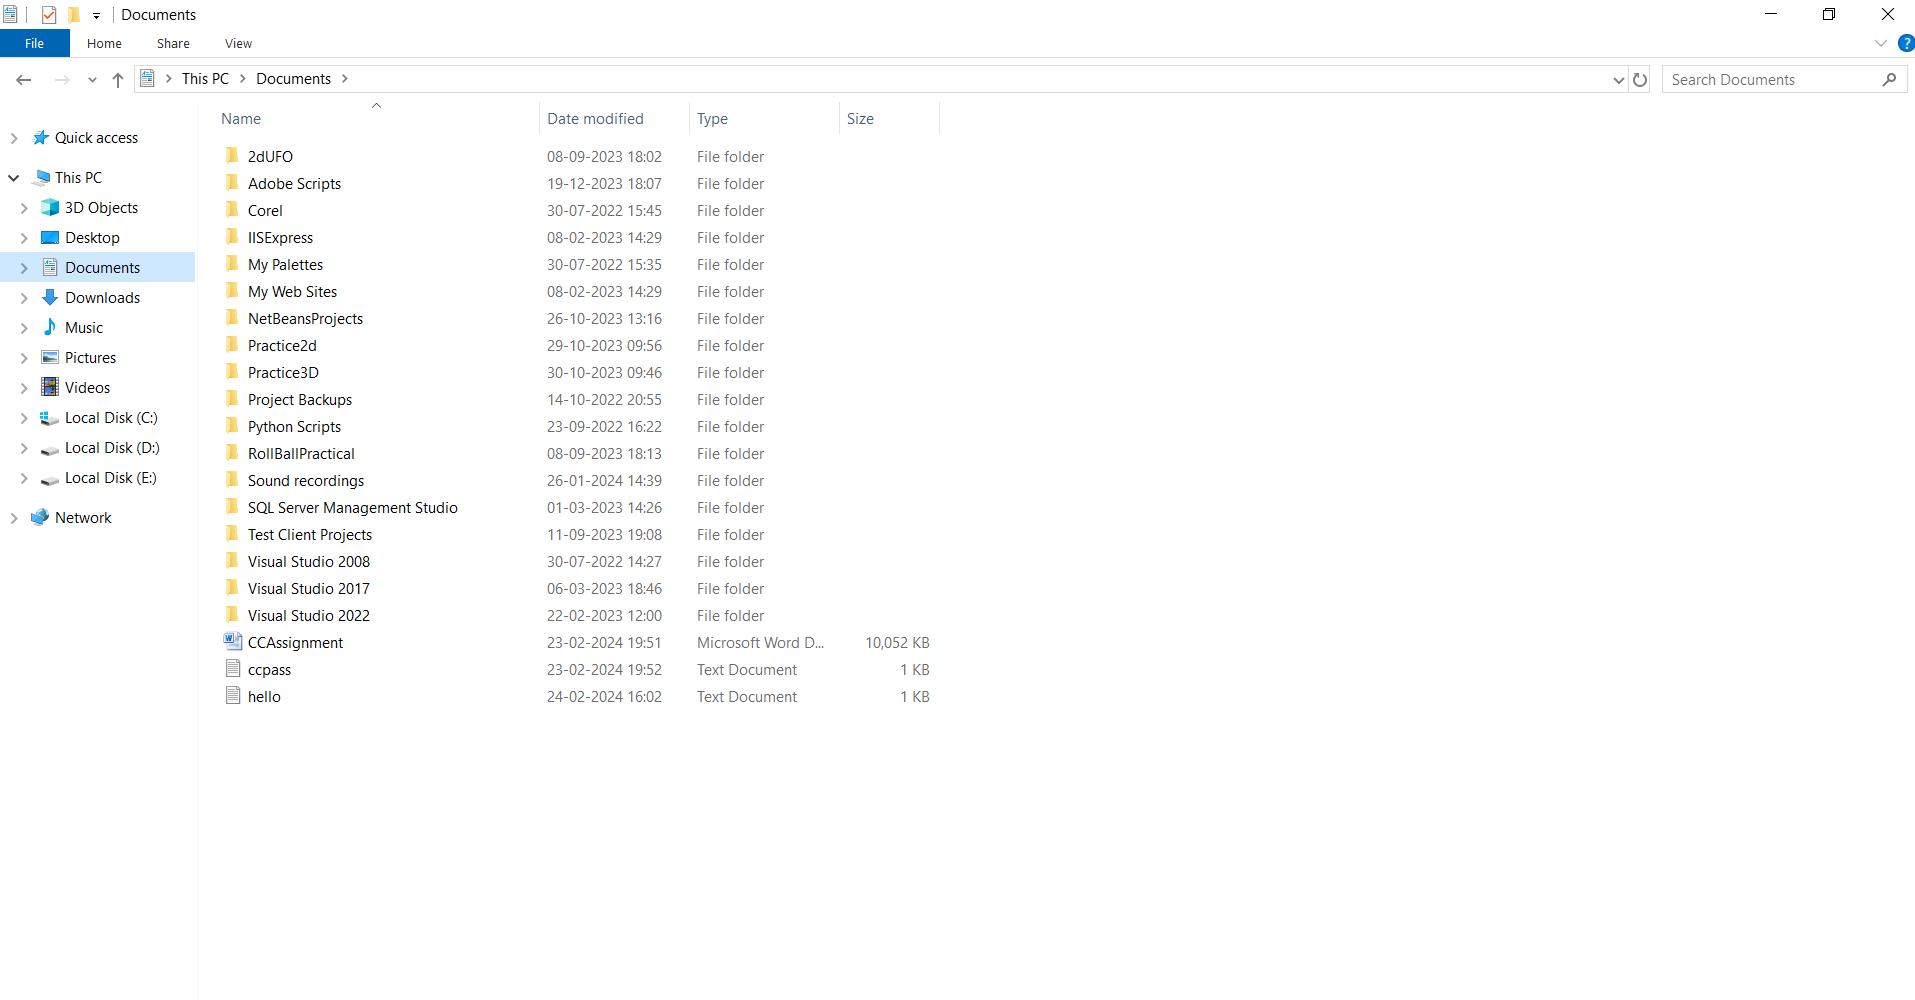 Documents
File Home Share View
This PC Documents Search Documents
Name Date modified Type Size
Quick access
This PC
3D Objects
Desktop
Documents
Downloads
Music
Pictures
Videos
Local Disk (C:)
Local Disk (D:)
Local Disk (E:)
Network
2dUFO 08-09-2023 18:02 File folder
Adobe Scripts 19-12-2023 18:07 File folder
Corel 30-07-2022 15:45 File folder
IISExpress 08-02-2023 14:29 File folder
My Palettes 30-07-2022 15:35 File folder
My Web Sites 08-02-2023 14:29 File folder
NetBeansProjects 26-10-2023 13:16 File folder
Practice2d 29-10-2023 09:56 File folder
Practice3D 30-10-2023 09:46 File folder
Project Backups 14-10-2022 20:55 File folder
Python Scripts 23-09-2022 16:22 File folder
RollBallPractical 08-09-2023 18:13 File folder
Sound recordings 26-01-2024 14:39 File folder
SQL Server Management Studio 01-03-2023 14:26 File folder
Test Client Projects 11-09-2023 19:08 File folder
Visual Studio 2008 30-07-2022 14:27 File folder
Visual Studio 2017 06-03-2023 18:46 File folder
Visual Studio 2022 22-02-2023 12:00 File folder
CCAssignment 23-02-2024 19:51 Microsoft Word D... 10,052 KB
ccpass 23-02-2024 19:52 Text Document 1 KB
hello 24-02-2024 16:02 Text Document 1 KB